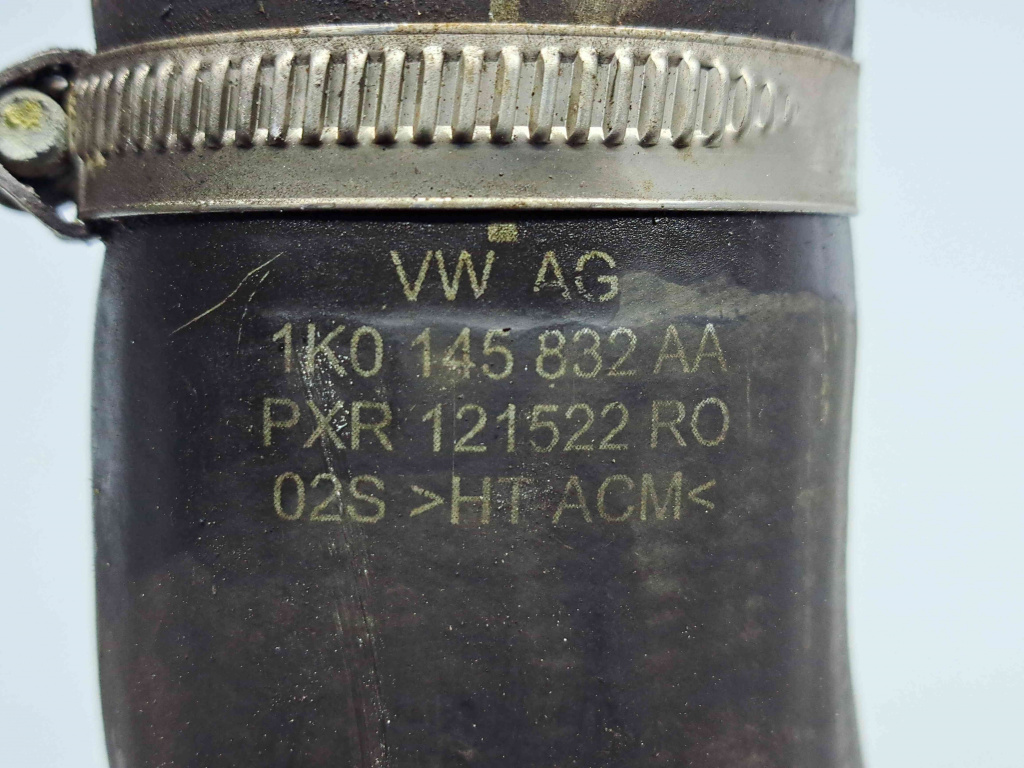 VW AG
1K0 145 832 AA
PXR 121522 RO
02S >HT ACM<